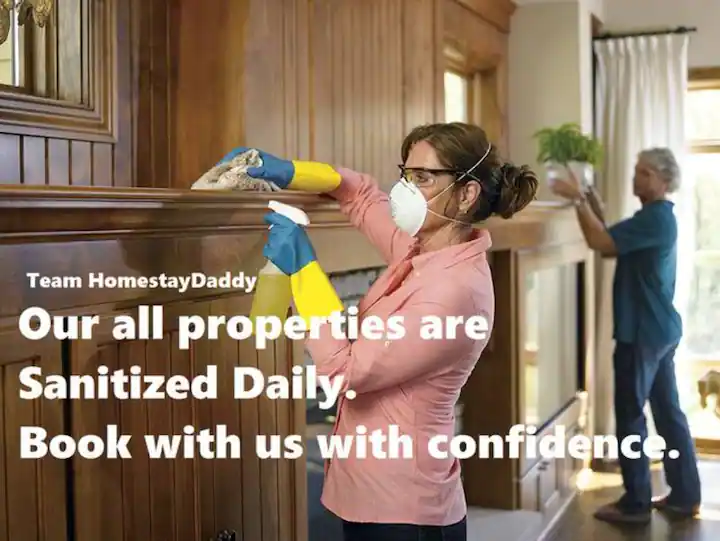 Team HomestayDaddy
Our all properties are
Sanitized Daily.
Book with us with confidence.